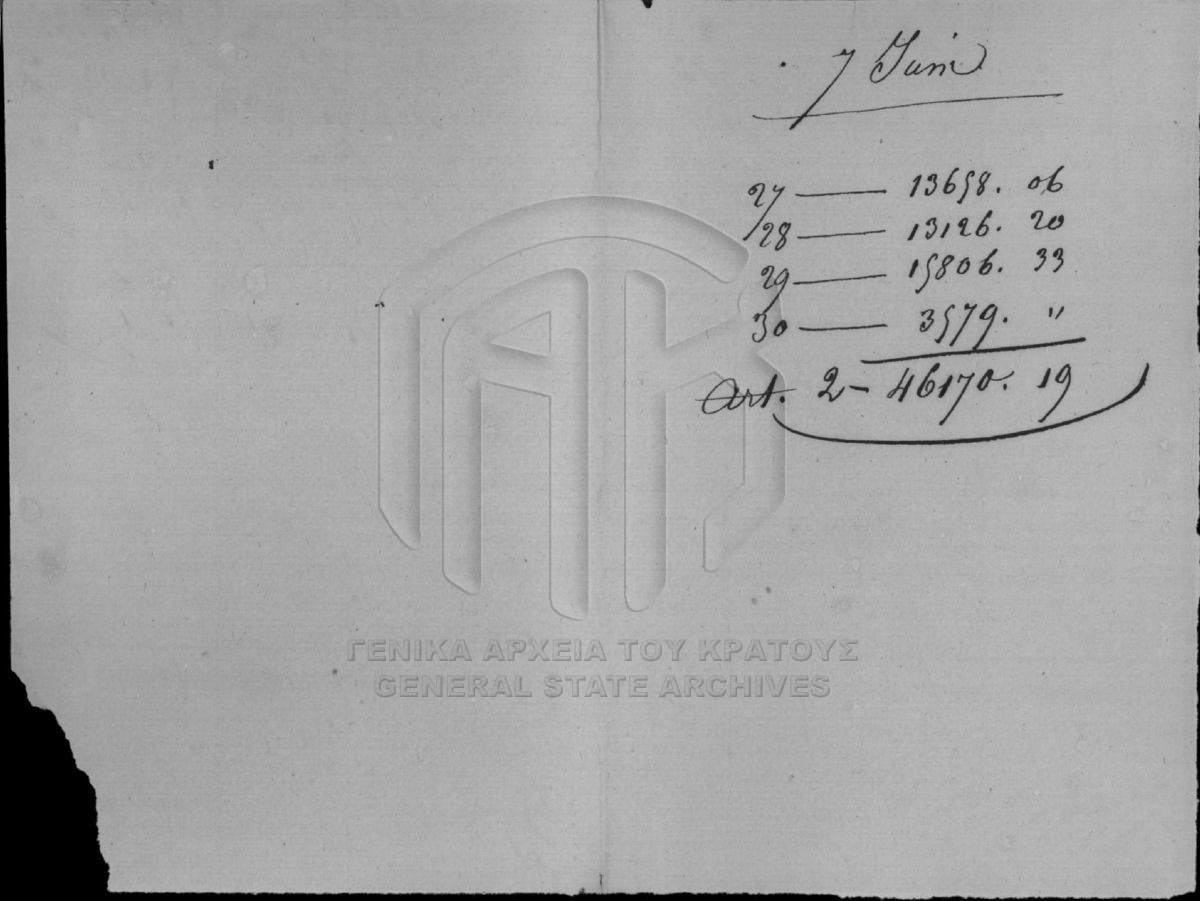 7 Juin
27 — 13658. 06
28 — 13126. 20
29 — 15806. 33
30 — 3579. "
Art. 2 - 46170. 19
ΓΕΝΙΚΑ ΑΡΧΕΙΑ ΤΟΥ ΚΡΑΤΟΥΣ
GENERAL STATE ARCHIVES